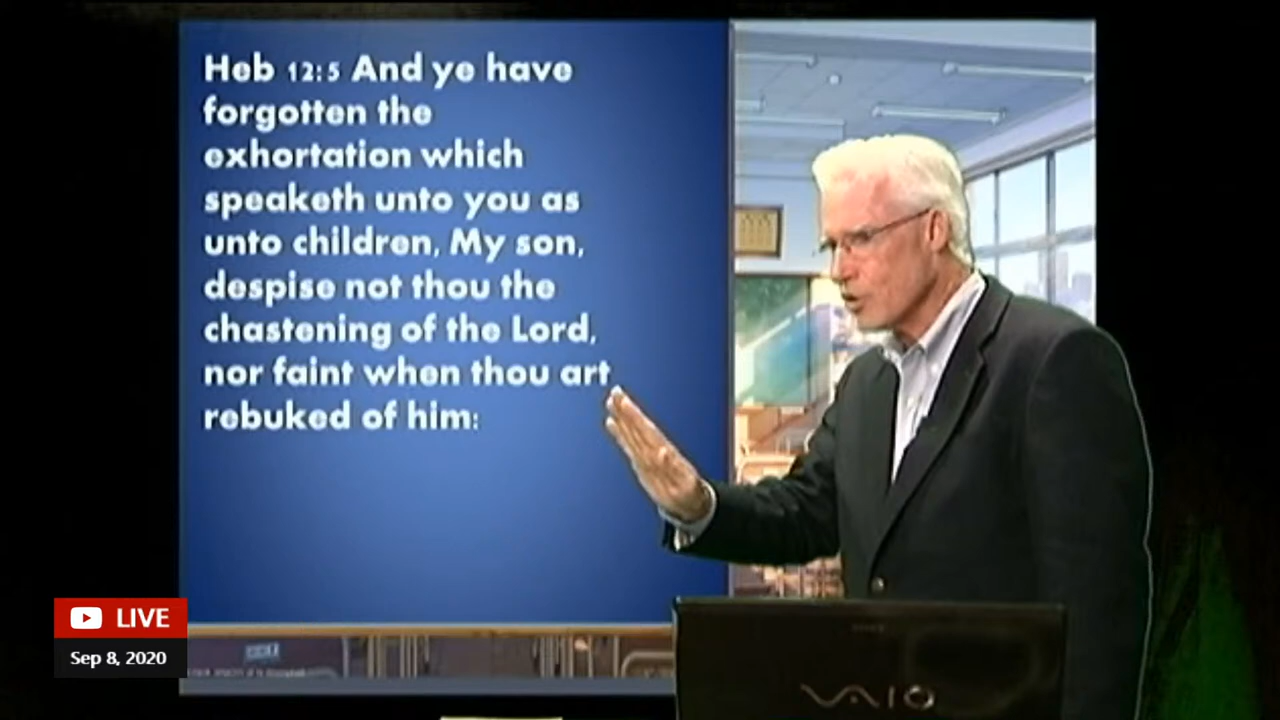 Heb 12:5 And ye have
forgotten the
exhortation which
speaketh unto you as
unto children, My son,
despise not thou the
chastening of the Lord,
nor faint when thou art
rebuked of him:
LIVE
Sep 8, 2020
VAIO